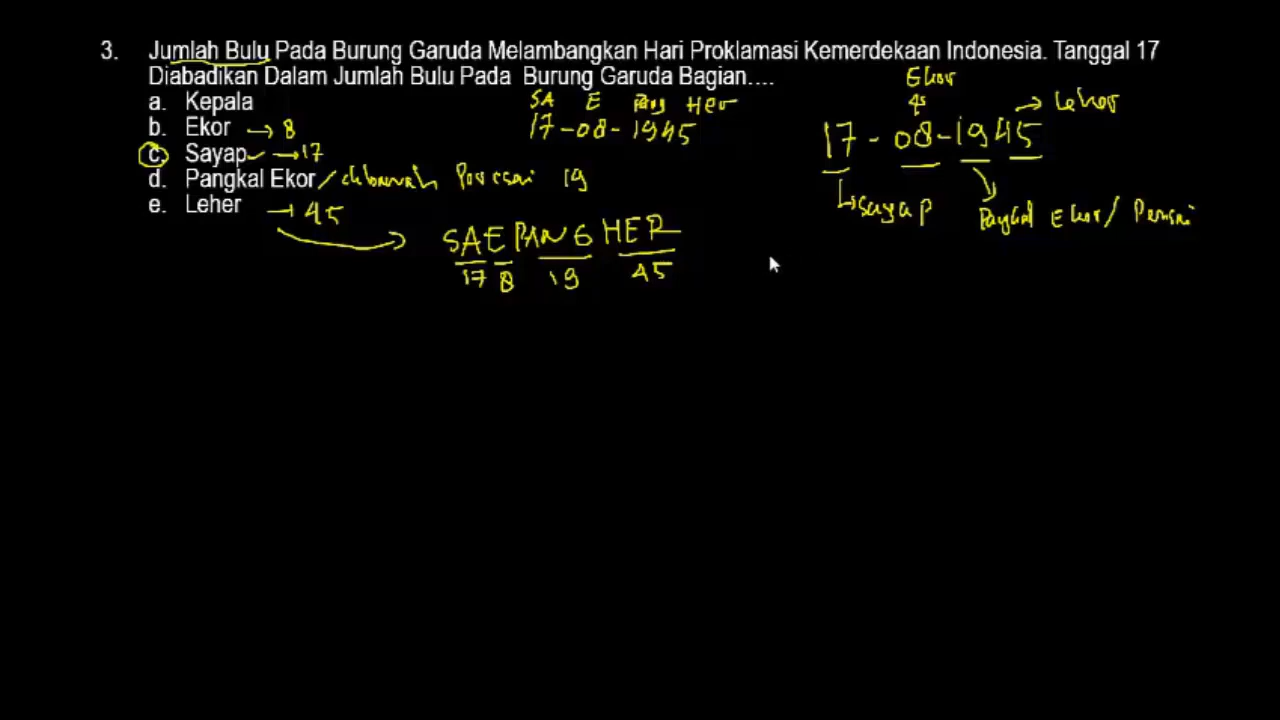 3. Jumlah Bulu Pada Burung Garuda Melambangkan Hari Proklamasi Kemerdekaan Indonesia. Tanggal 17
Diabadikan Dalam Jumlah Bulu Pada Burung Garuda Bagian....
a. Kepala
b. Ekor → 8
c. Sayap → 17
d. Pangkal Ekor / dibawah Perisai 19
e. Leher → 45
SA E Pang Her
17-08-1945
SAEPANG HER
17 8 19 45
Ekor
17-08-1945 → Leher
sayap
Pangkal Ekor/ Perisai